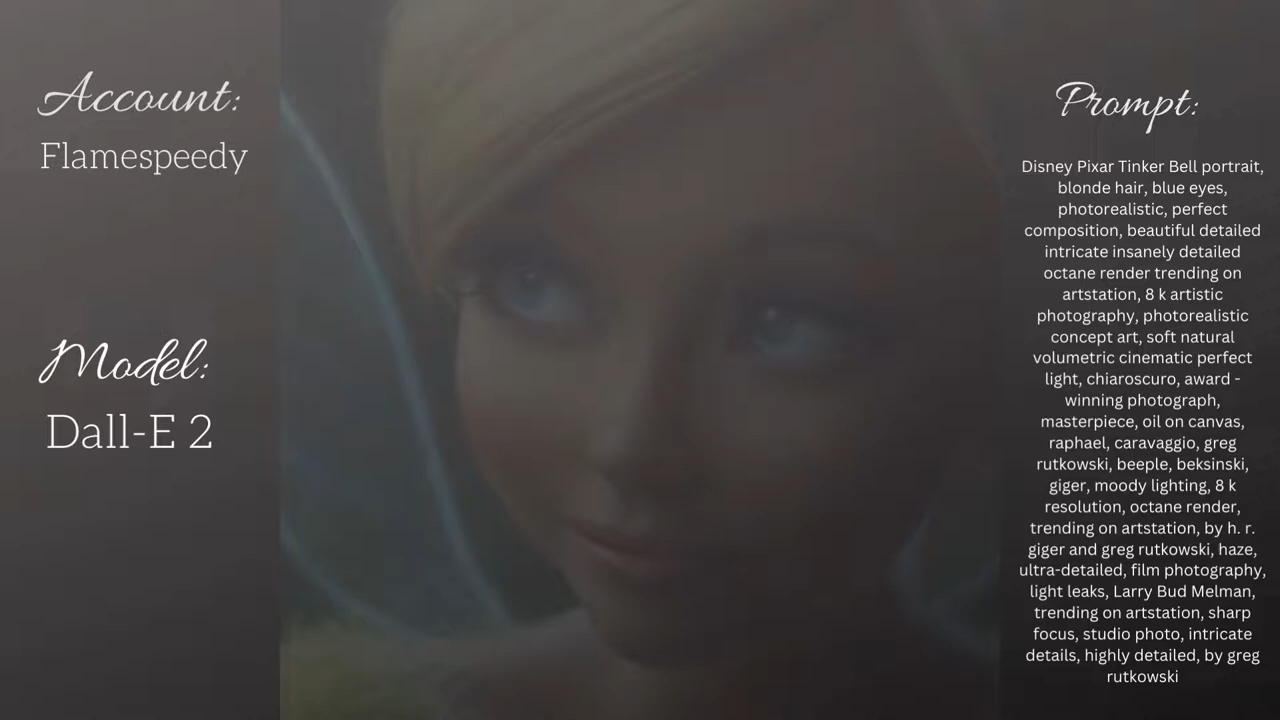 Account:
Flamespeedy
Model:
Dall-E 2
Prompt:
Disney Pixar Tinker Bell portrait,
blonde hair, blue eyes,
photorealistic, perfect
composition, beautiful detailed
intricate insanely detailed
octane render trending on
artstation, 8 k artistic
photography, photorealistic
concept art, soft natural
volumetric cinematic perfect
light, chiaroscuro, award -
winning photograph,
masterpiece, oil on canvas,
raphael, caravaggio, greg
rutkowski, beeple, beksinski,
giger, moody lighting, 8 k
resolution, octane render,
trending on artstation, by h. r.
giger and greg rutkowski, haze,
ultra-detailed, film photography,
light leaks, Larry Bud Melman,
trending on artstation, sharp
focus, studio photo, intricate
details, highly detailed, by greg
rutkowski